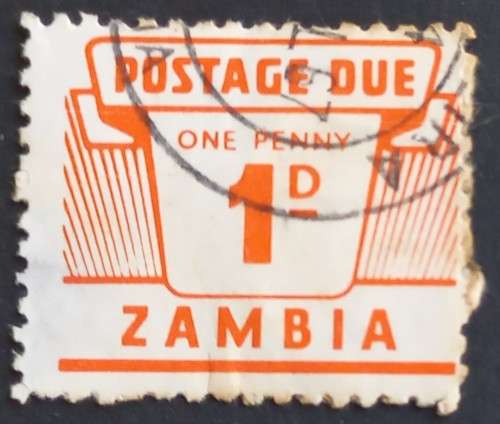 POSTAGE DUE
ONE PENNY
1D
ZAMBIA